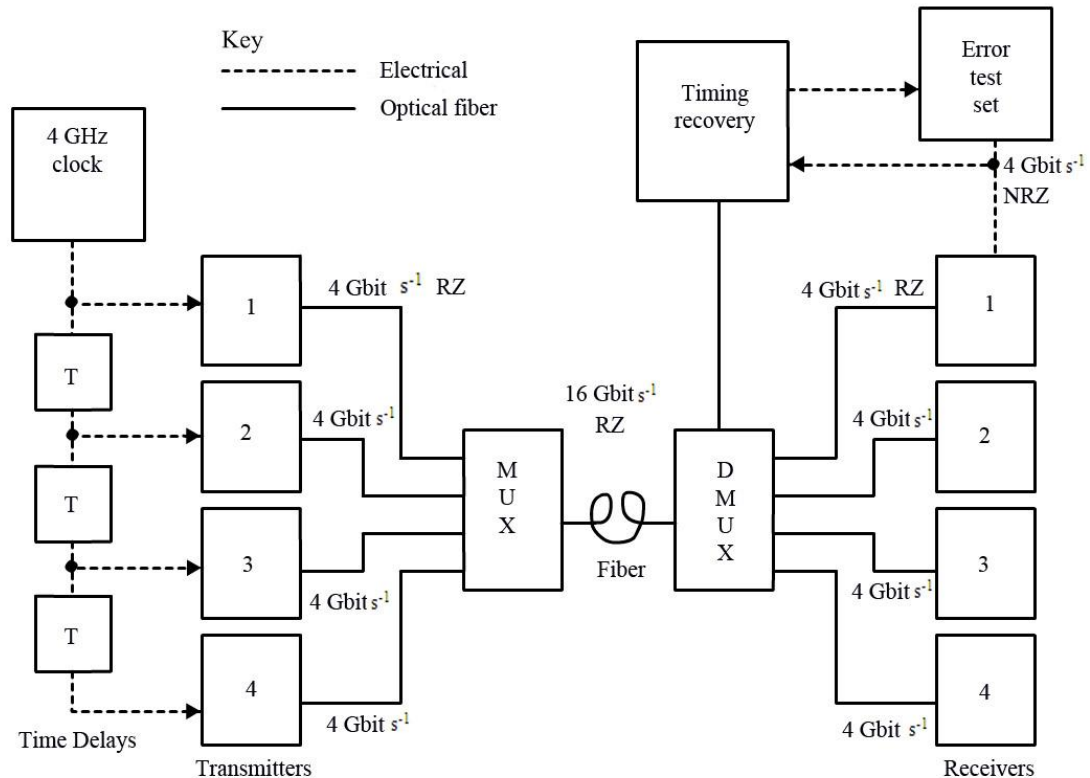 Key
Electrical
Optical fiber
4 GHz
clock
Timing
recovery
Error
test
set
4 Gbit s⁻¹
NRZ
1
4 Gbit s⁻¹ RZ
4 Gbit s⁻¹ RZ
1
T
2
4 Gbit s⁻¹
16 Gbit s⁻¹
RZ
4 Gbit s⁻¹
2
T
3
4 Gbit s⁻¹
M
U
X
Fiber
D
M
U
X
4 Gbit s⁻¹
3
T
4
4 Gbit s⁻¹
4 Gbit s⁻¹
4
Time Delays
Transmitters
Receivers